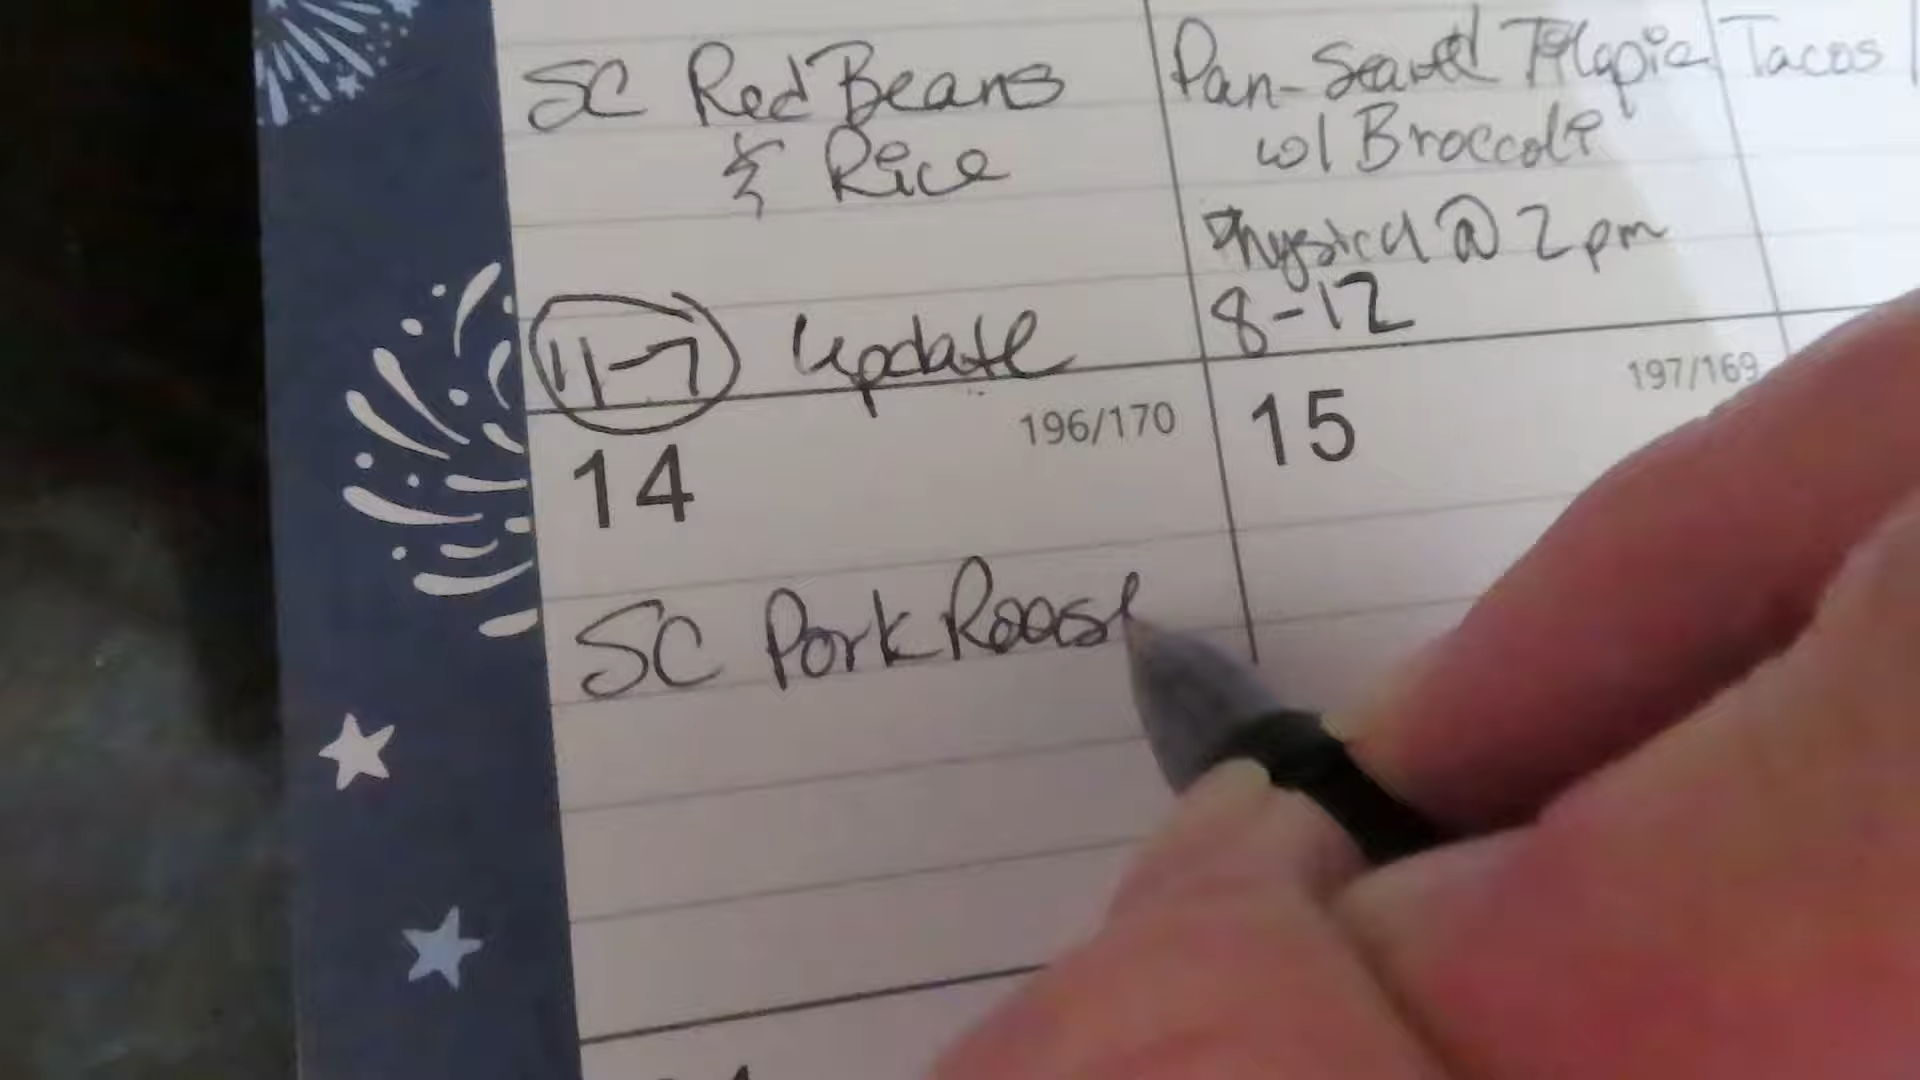 SC Red Beans
& Rice
11-7 Update
Pan-Seared Tilapia
w/ Broccoli
Physical @ 2pm
8-12
Tacos
14 196/170
SC Pork Roast
15 197/169